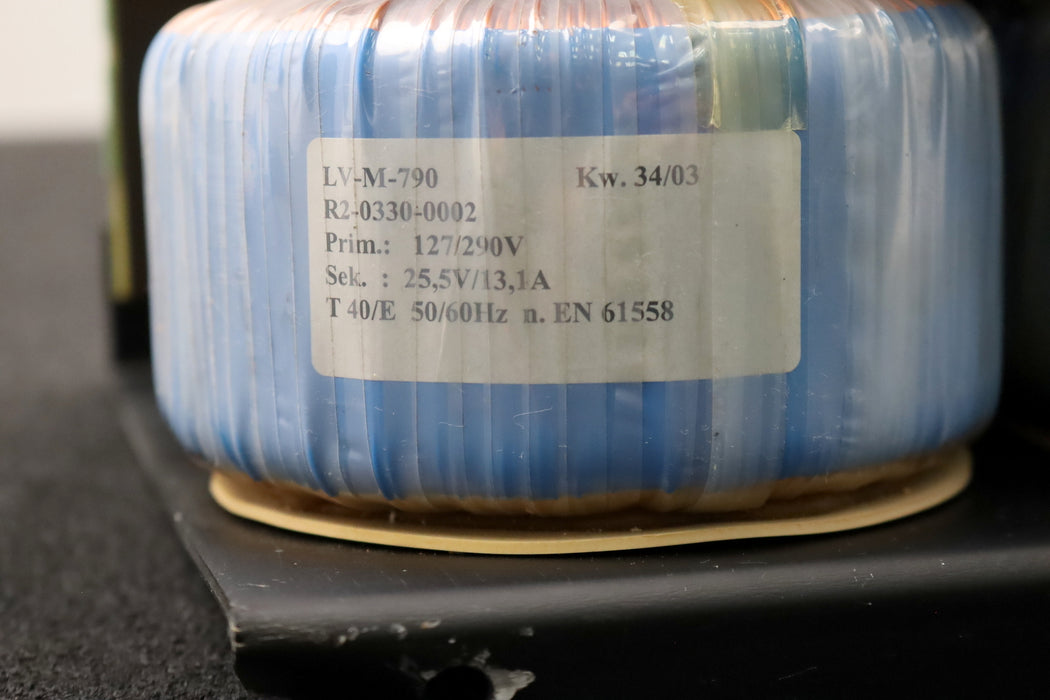 LV-M-790 Kw. 34/03
R2-0330-0002
Prim.: 127/290V
Sek. : 25,5V/13,1A
T 40/E 50/60Hz n. EN 61558